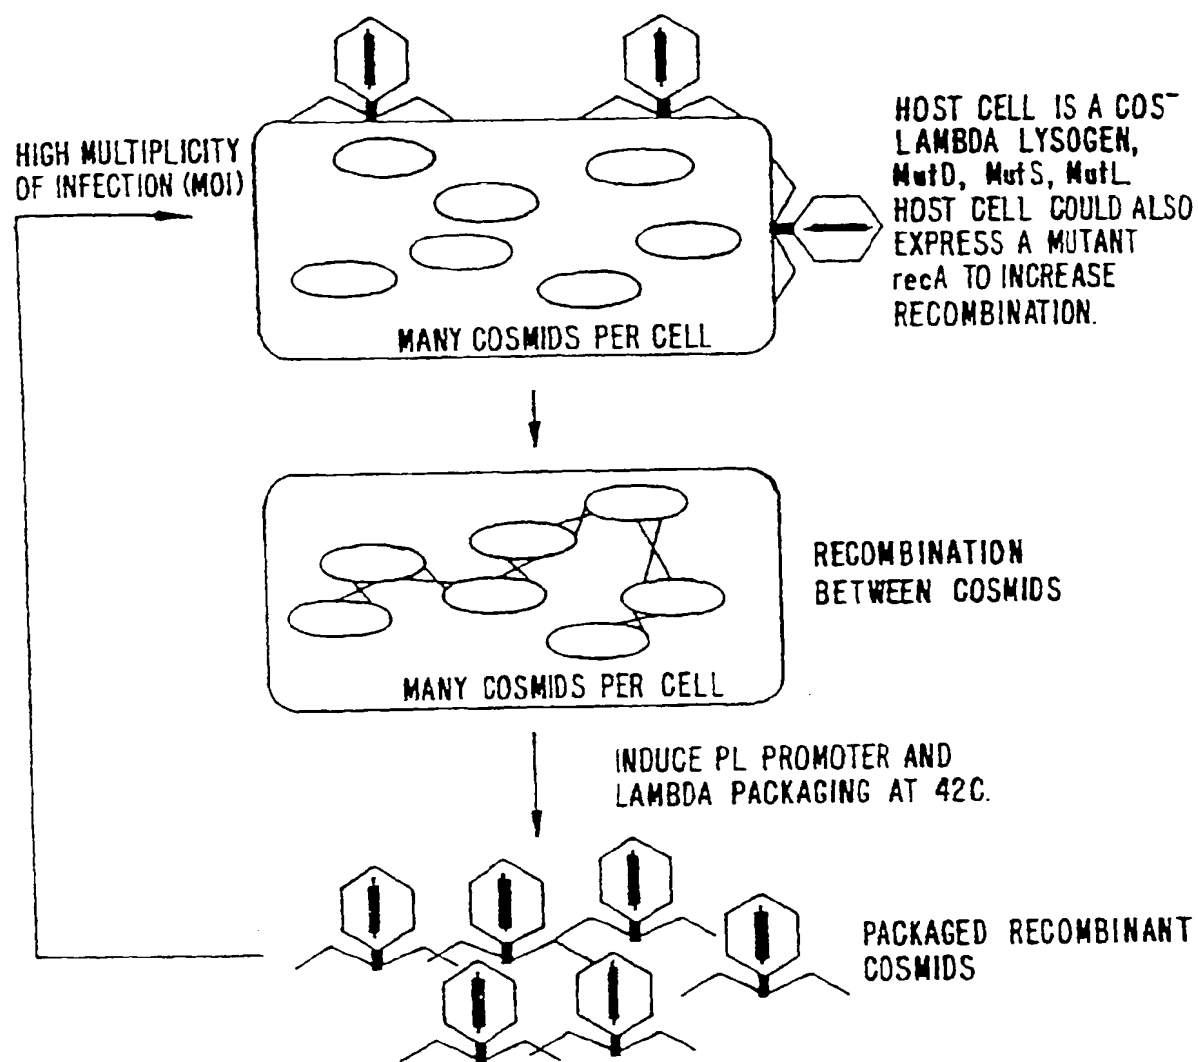 HIGH MULTIPLICITY
OF INFECTION (MOI)
HOST CELL IS A COS⁻
LAMBDA LYSOGEN,
MutD, MutS, MutL
HOST CELL COULD ALSO
EXPRESS A MUTANT
recA TO INCREASE
RECOMBINATION.
MANY COSMIDS PER CELL
RECOMBINATION
BETWEEN COSMIDS
MANY COSMIDS PER CELL
INDUCE PL PROMOTER AND
LAMBDA PACKAGING AT 42C.
PACKAGED RECOMBINANT
COSMIDS